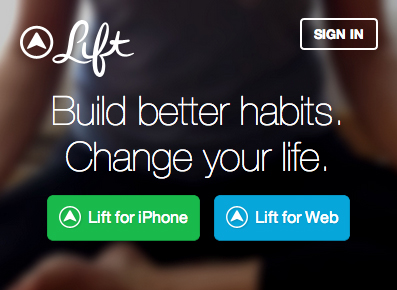 Lift
SIGN IN
Build better habits.
Change your life.
Lift for iPhone
Lift for Web